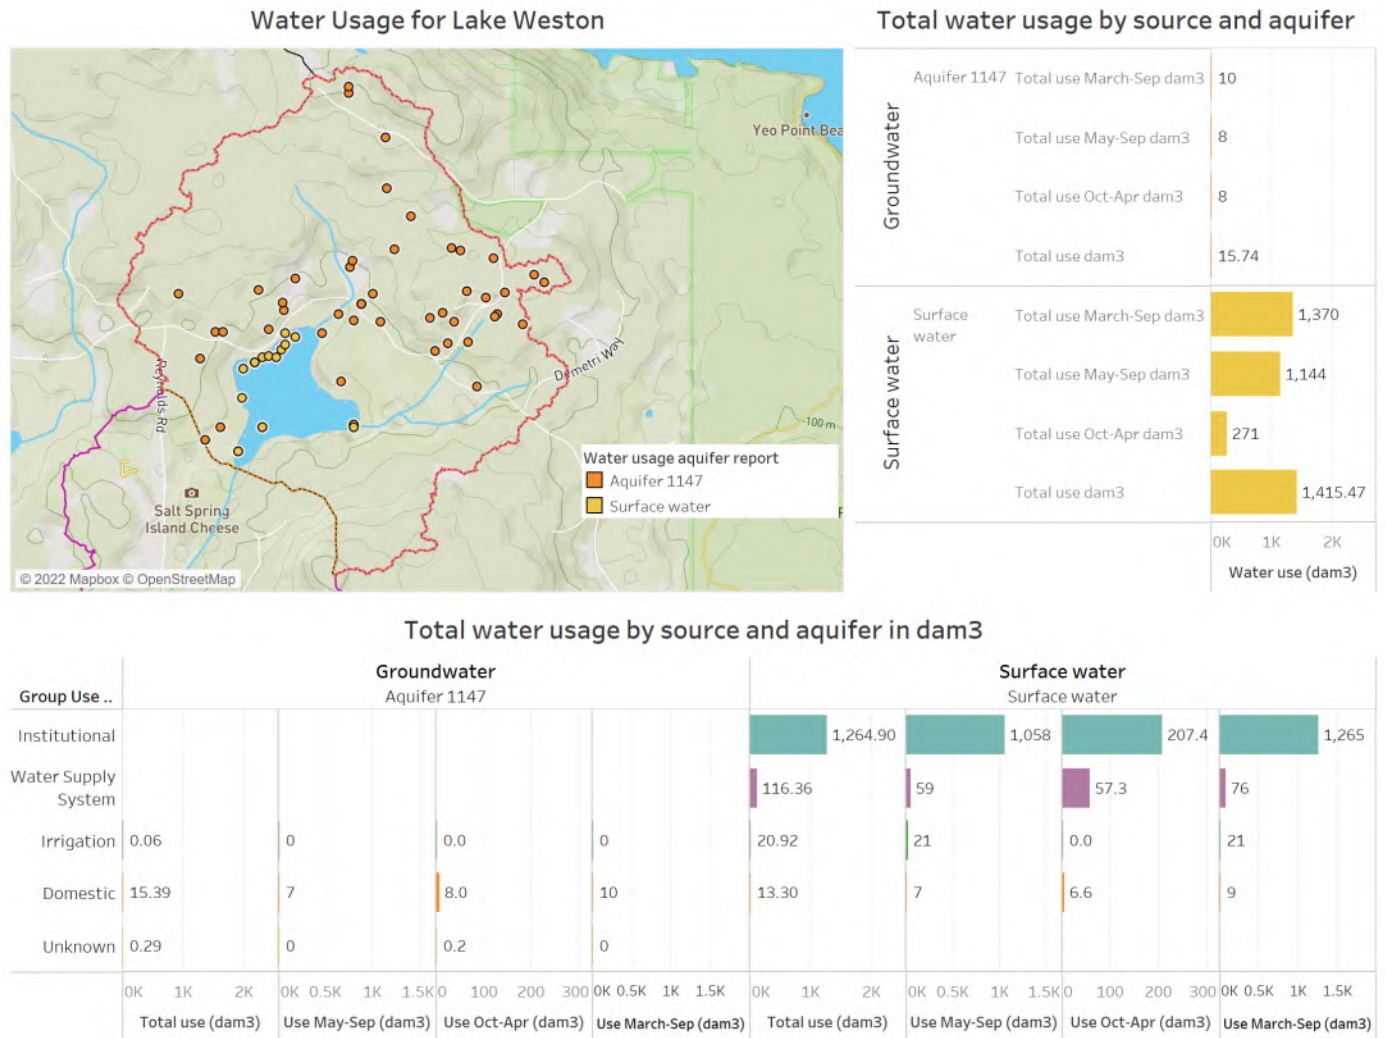 Water Usage for Lake Weston
Yeo Point Bea
Reynolds Rd
Demetri Way
100 m
Salt Spring
Island Cheese
Water usage aquifer report
Aquifer 1147
Surface water
© 2022 Mapbox © OpenStreetMap
Total water usage by source and aquifer
Groundwater
Aquifer 1147
Total use March-Sep dam3 10
Total use May-Sep dam3 8
Total use Oct-Apr dam3 8
Total use dam3 15.74
Surface water
Surface
water
Total use March-Sep dam3 1,370
Total use May-Sep dam3 1,144
Total use Oct-Apr dam3 271
Total use dam3 1,415.47
0K 1K 2K
Water use (dam3)
Total water usage by source and aquifer in dam3
Groundwater Surface water
Group Use .. Aquifer 1147 Surface water
Institutional 1,264.90 1,058 207.4 1,265
Water Supply
System 116.36 59 57.3 76
Irrigation 0.06 0 0.0 0 20.92 21 0.0 21
Domestic 15.39 7 8.0 10 13.30 7 6.6 9
Unknown 0.29 0 0.2 0
0K 1K 2K 0K 0.5K 1K 1.5K 0 100 200 300 0K 0.5K 1K 1.5K 0K 1K 2K 0K 0.5K 1K 1.5K 0 100 200 300 0K 0.5K 1K 1.5K
Total use (dam3) Use May-Sep (dam3) Use Oct-Apr (dam3) Use March-Sep (dam3) Total use (dam3) Use May-Sep (dam3) Use Oct-Apr (dam3) Use March-Sep (dam3)